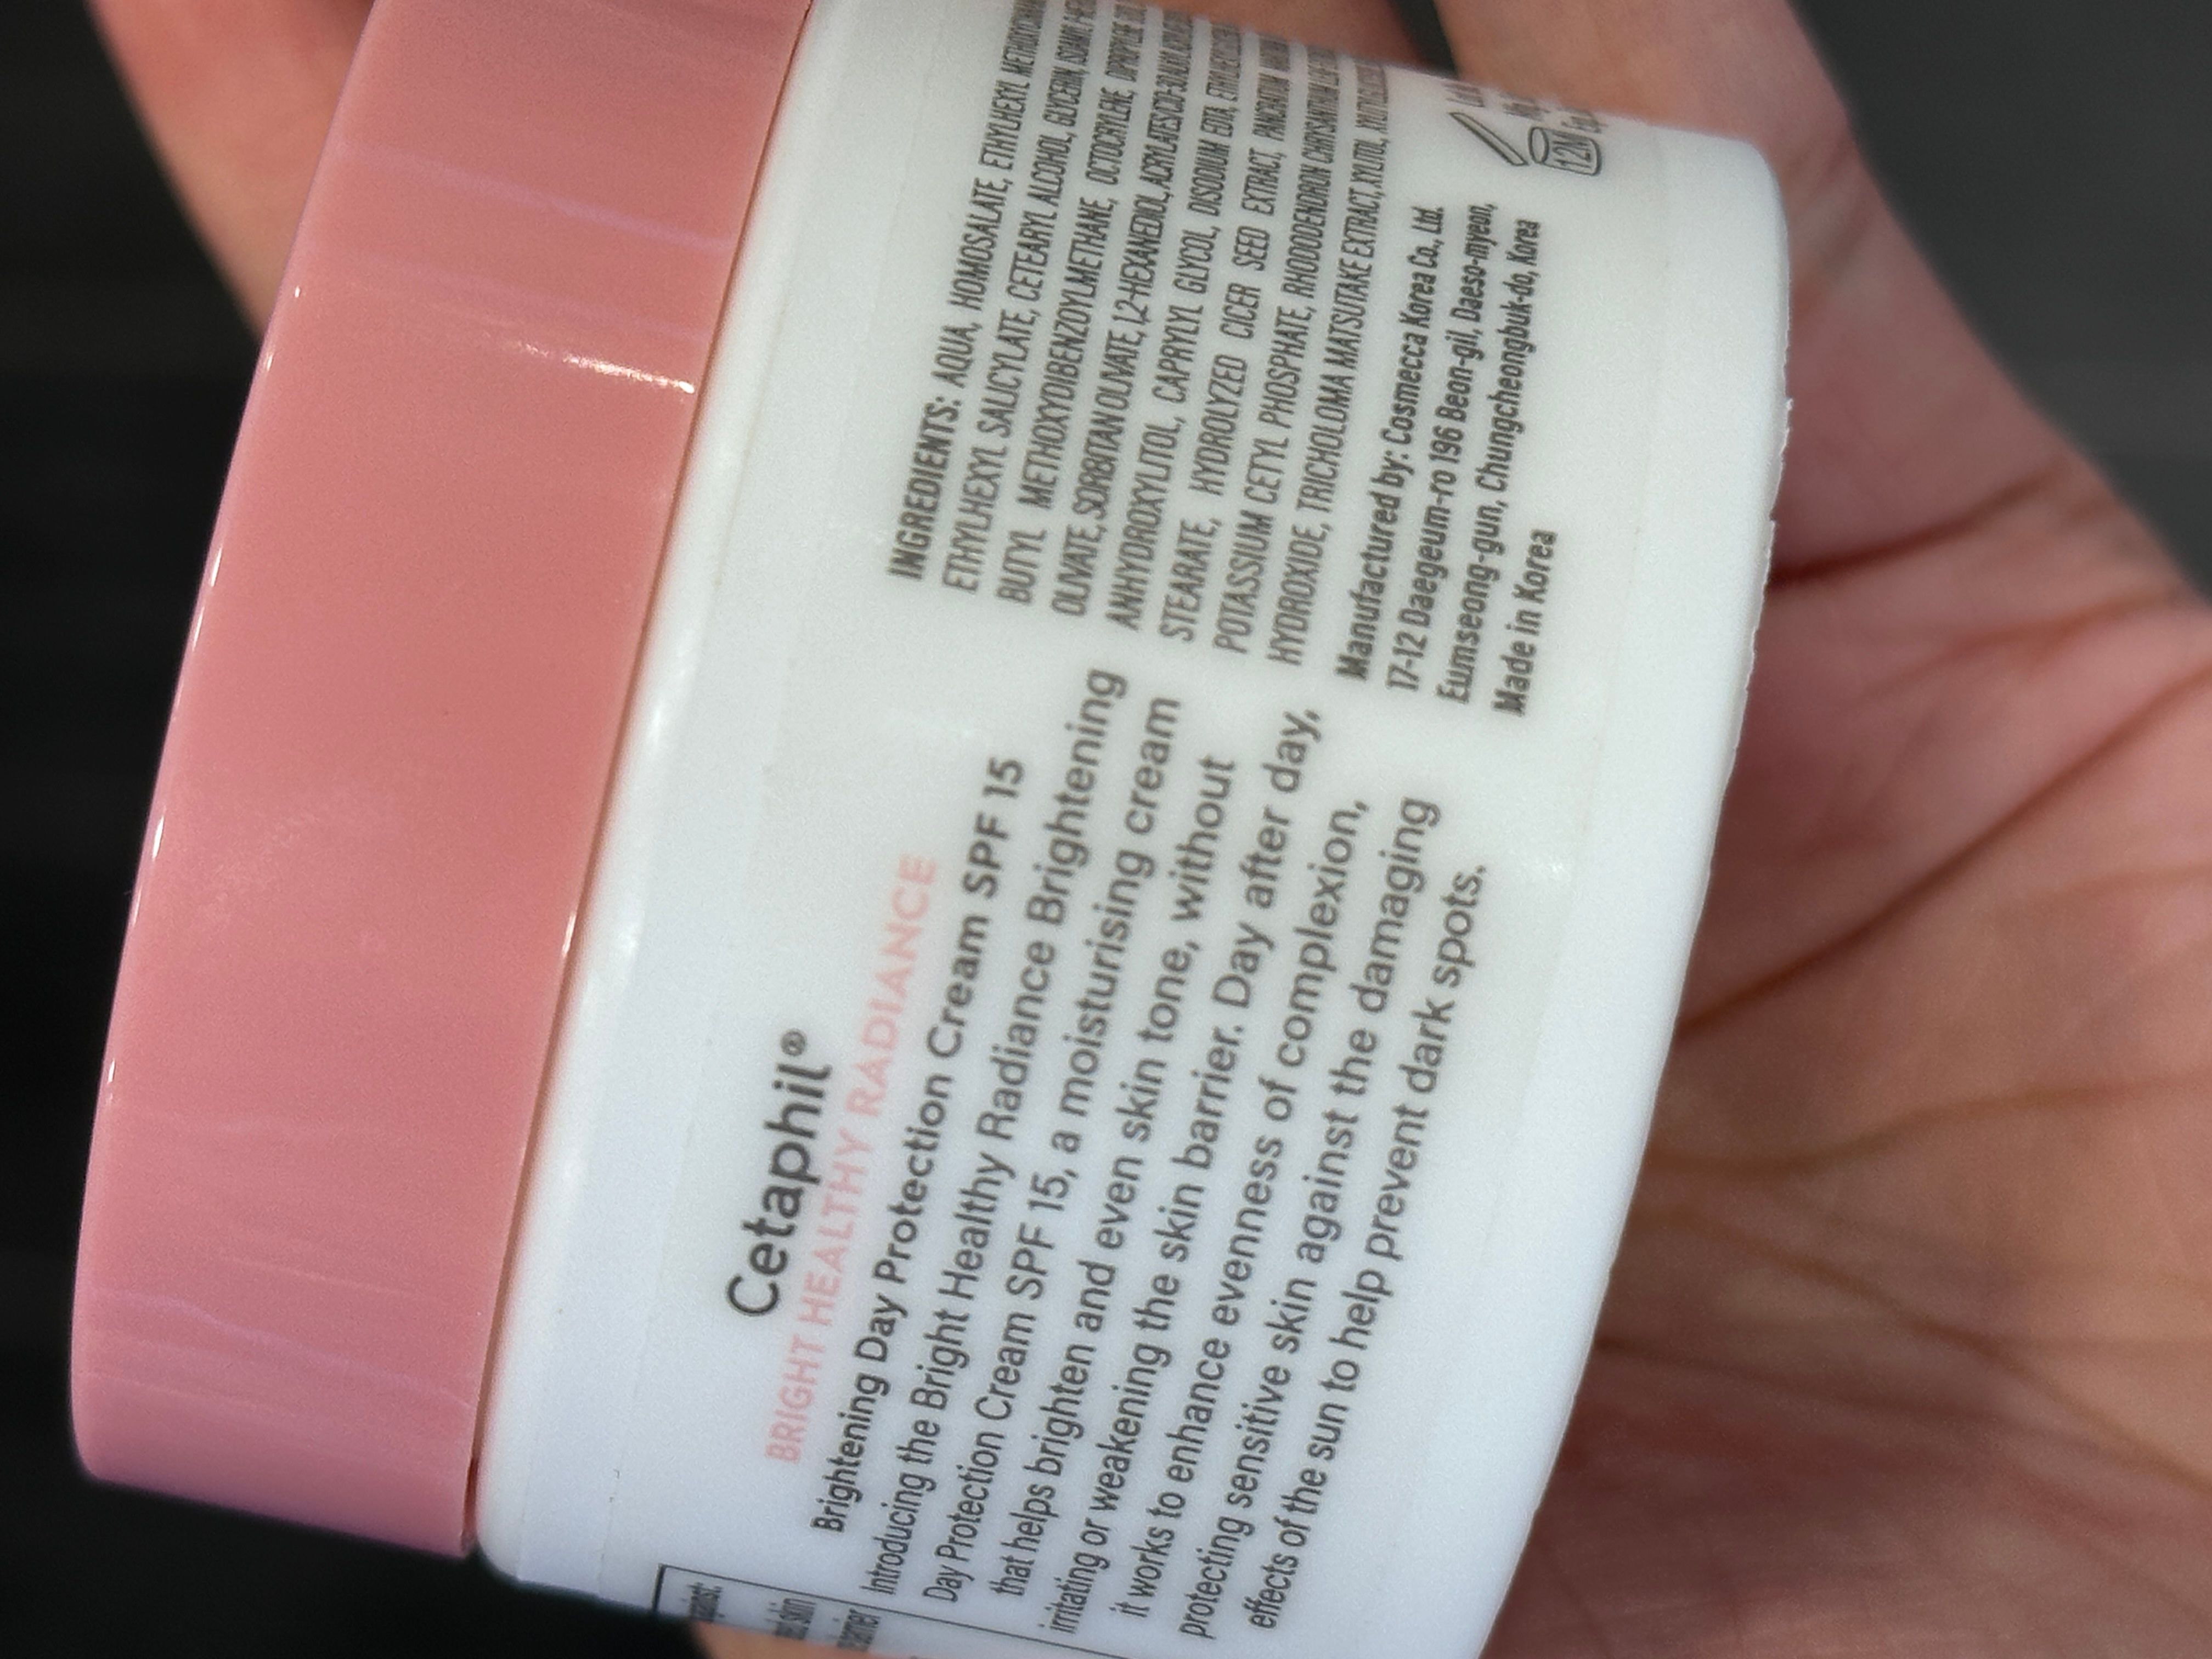 Cetaphil®
BRIGHT HEALTHY RADIANCE
Brightening Day Protection Cream SPF 15
Introducing the Bright Healthy Radiance Brightening
Day Protection Cream SPF 15, a moisturising cream
that helps brighten and even skin tone, without
irritating or weakening the skin barrier. Day after day,
it works to enhance evenness of complexion,
protecting sensitive skin against the damaging
effects of the sun to help prevent dark spots.
INGREDIENTS: AQUA, HOMOSALATE, ETHYLHEXYL
ETHYLHEXYL SALICYLATE, CETEARYL ALCOHOL, GLYCERIN,
BUTYL METHOXYDIBENZOYLMETHANE, OCTOCRYLENE,
OLIVATE, SORBITAN OLIVATE, 1,2-HEXANEDIOL,
ANHYDROXYLITOL, CAPRYLYL GLYCOL, DISODIUM EDTA,
STEARATE, HYDROLYZED CICER SEED EXTRACT,
POTASSIUM CETYL PHOSPHATE, RHODODENDRON CHRYSANTHUM
HYDROXIDE, TRICHOLOMA MATSUTAKE EXTRACT, XYLITOL,
Manufactured by: Cosmecca Korea Co., Ltd.
17-12 Daegeum-ro 196 Beon-gil, Daeso-myeon,
Eumseong-gun, Chungcheongbuk-do, Korea
Made in Korea
12M